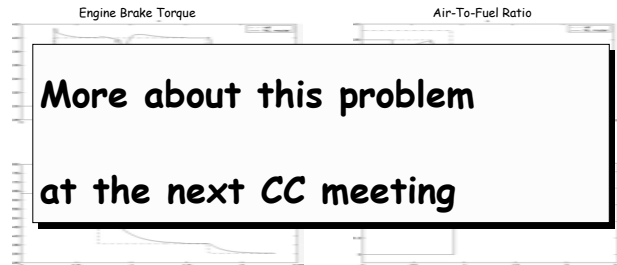 Engine Brake Torque
Air-To-Fuel Ratio
More about this problem
at the next CC meeting